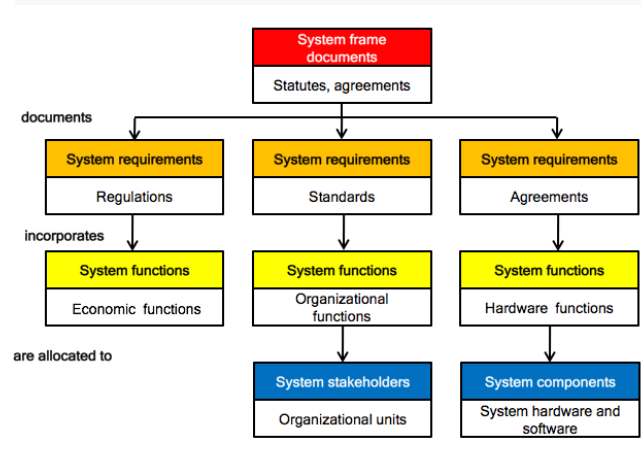 System frame
documents
Statutes, agreements
documents
System requirements
System requirements
System requirements
Regulations
Standards
Agreements
incorporates
System functions
System functions
System functions
Economic functions
Organizational
functions
Hardware functions
are allocated to
System stakeholders
System components
Organizational units
System hardware and
software